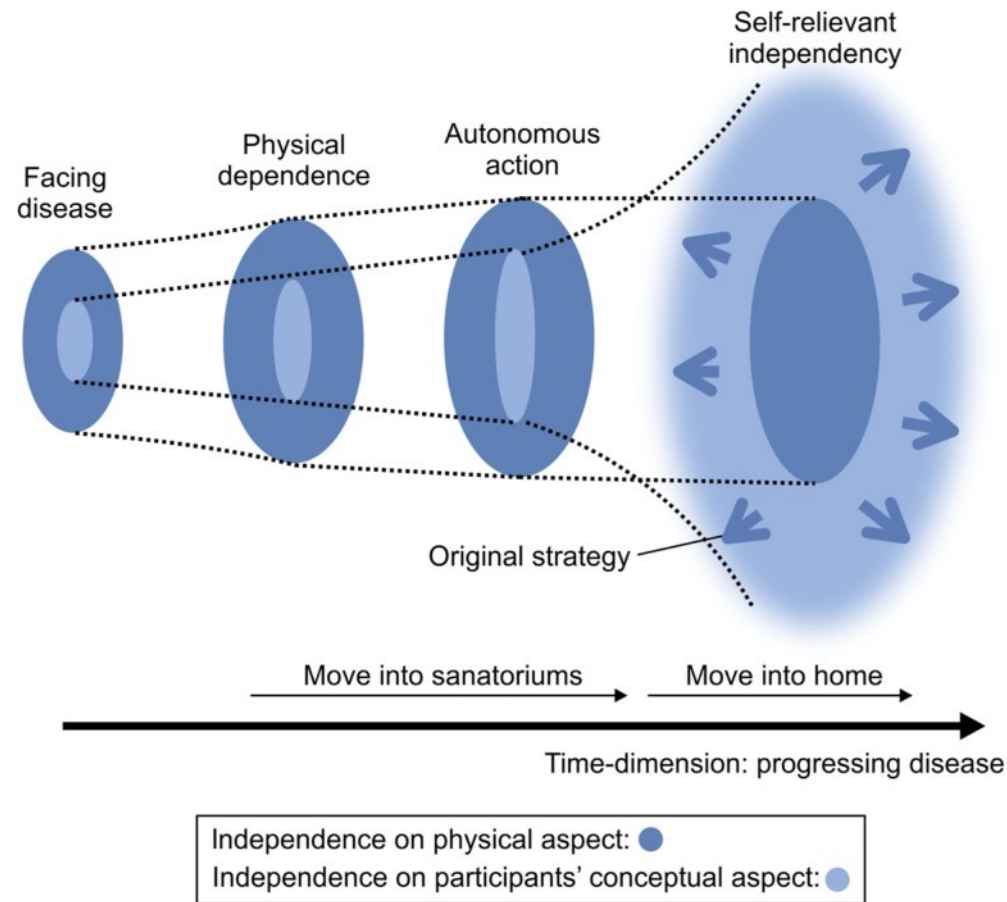 Self-relievant
independency
Autonomous
action
Physical
dependence
Facing
disease
Original strategy
Move into sanatoriums
Move into home
Time-dimension: progressing disease
Independence on physical aspect:
Independence on participants’ conceptual aspect: